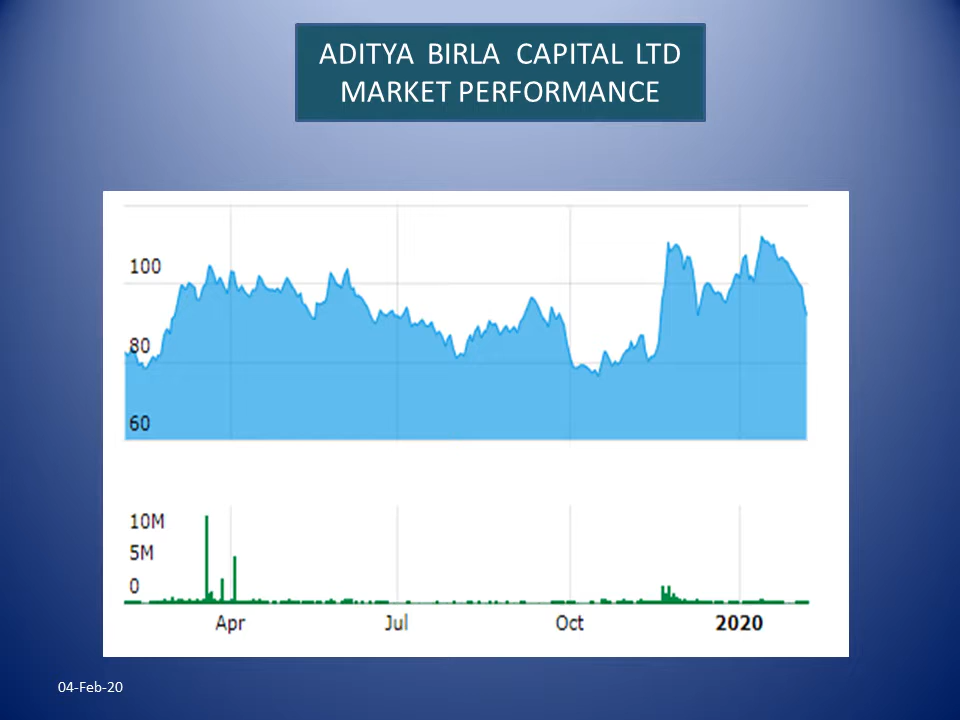 ADITYA BIRLA CAPITAL LTD
MARKET PERFORMANCE
100
80
60
10M
5M
0
Apr Jul Oct 2020
04-Feb-20